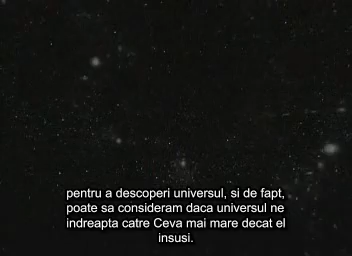 pentru a descoperi universul, si de fapt,
poate sa consideram daca universul ne
indreapta catre Ceva mai mare decat el
insusi.